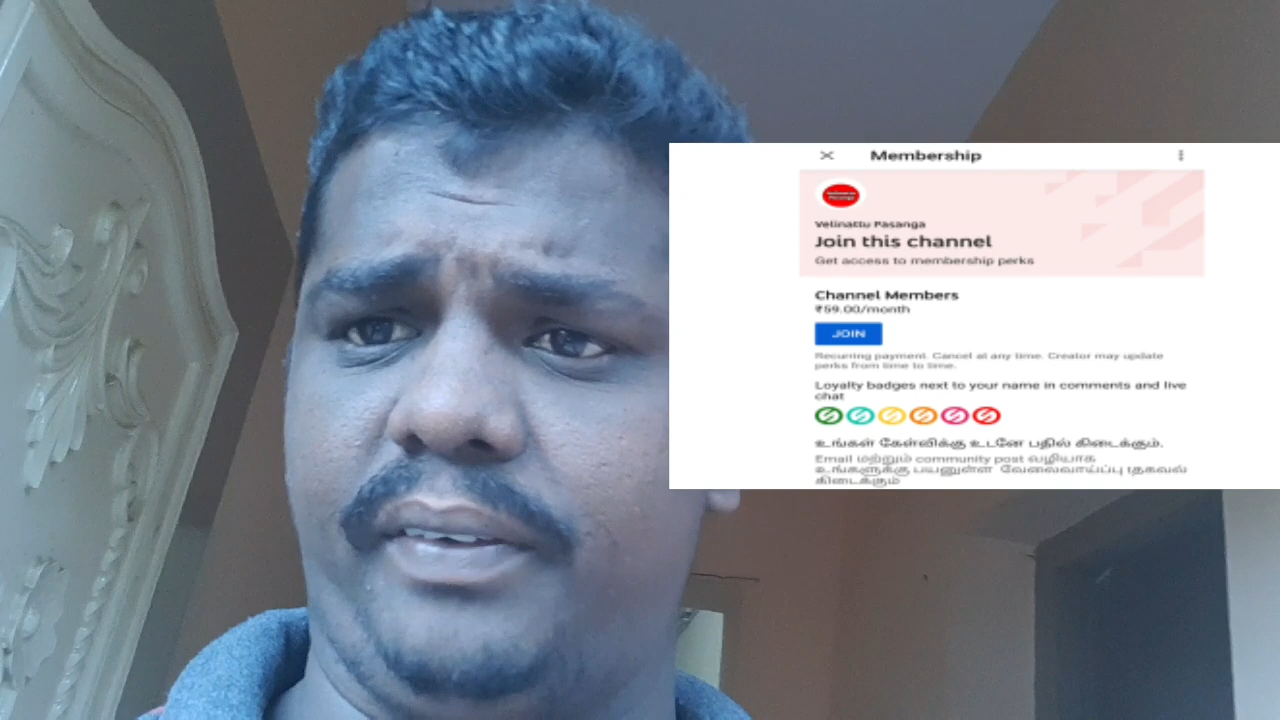 Membership
Velinattu Pasanga
Velinattu Pasanga
Join this channel
Get access to membership perks
Channel Members
₹59.00/month
JOIN
Recurring payment. Cancel at any time. Creator may update
perks from time to time.
Loyalty badges next to your name in comments and live
chat
உங்கள் கேள்விக்கு உடனே பதில் கிடைக்கும்.
Email மற்றும் community post வழியாக
உங்களுக்கு பயனுள்ள வேலைவாய்ப்பு தகவல்
கிடைக்கும்